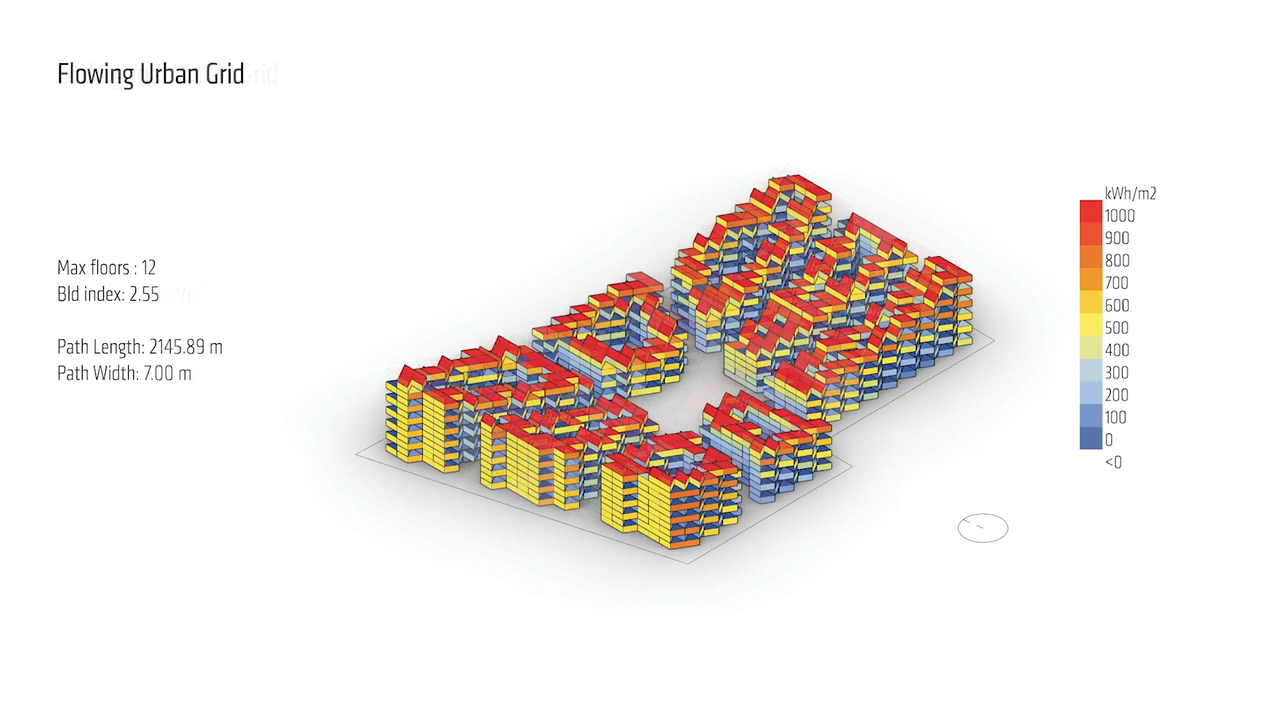 Flowing Urban Grid
Max floors : 12
Bld index: 2.55
Path Length: 2145.89 m
Path Width: 7.00 m
kWh/m2
1000
900
800
700
600
500
400
300
200
100
0
<0